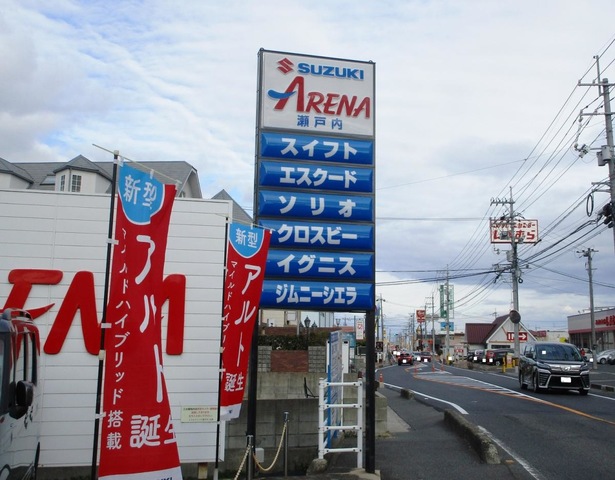 SUZUKI
ARENA
瀬戸内
スイフト
エスクード
ソリオ
クロスビー
イグニス
ジムニーシエラ
新型
アルト
誕生
マイルドハイブリッド搭載
新型
アルト
誕生
マイルドハイブリッド搭載